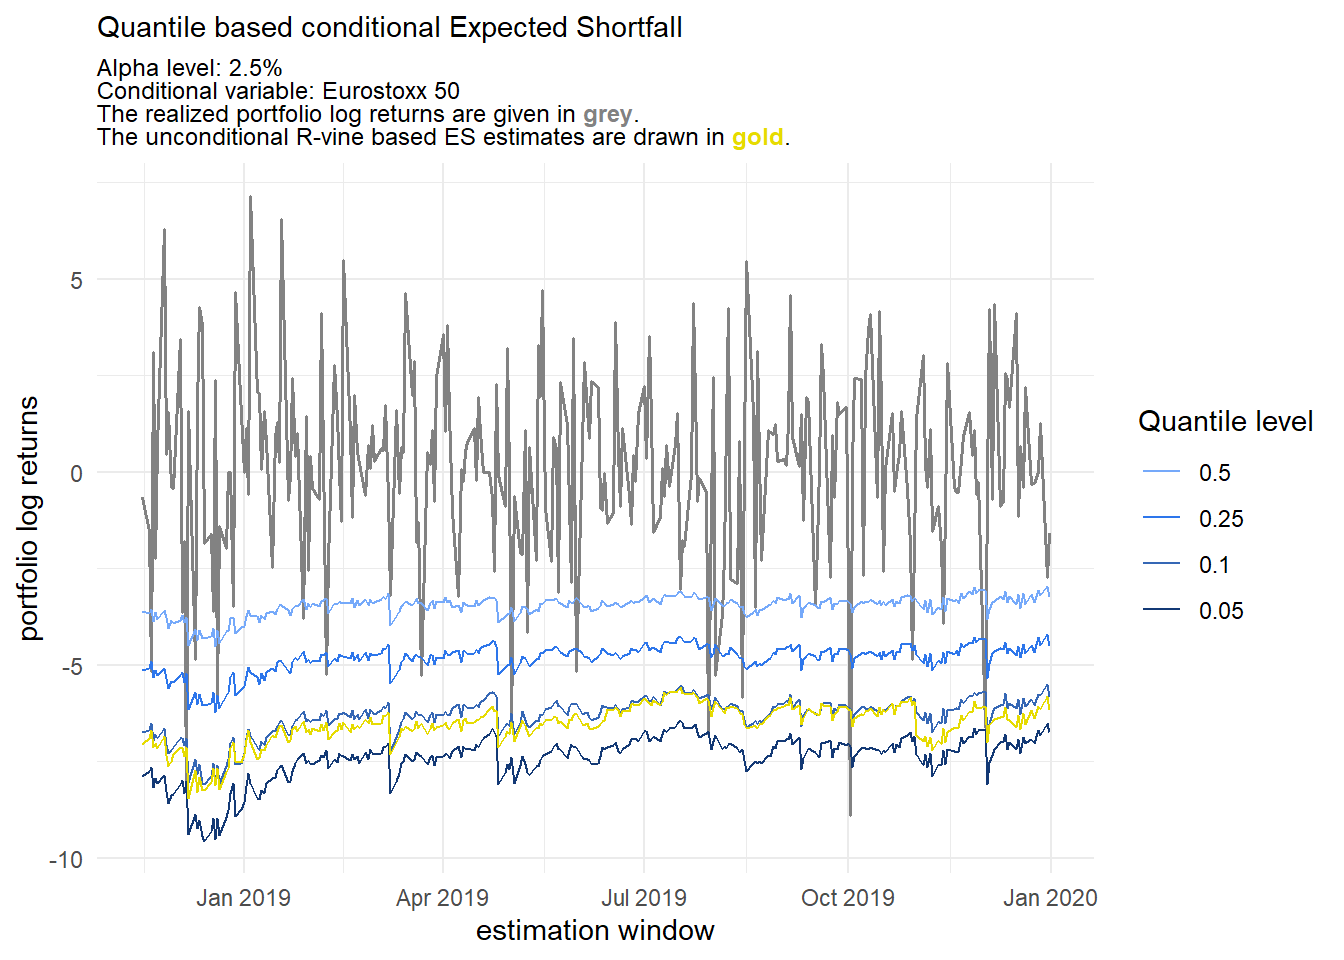 Quantile based conditional Expected Shortfall
Alpha level: 2.5%
Conditional variable: Eurostoxx 50
The realized portfolio log returns are given in grey.
The unconditional R-vine based ES estimates are drawn in gold.
portfolio log returns
5
0
-5
-10
Jan 2019
Apr 2019
Jul 2019
Oct 2019
Jan 2020
estimation window
Quantile level
0.5
0.25
0.1
0.05